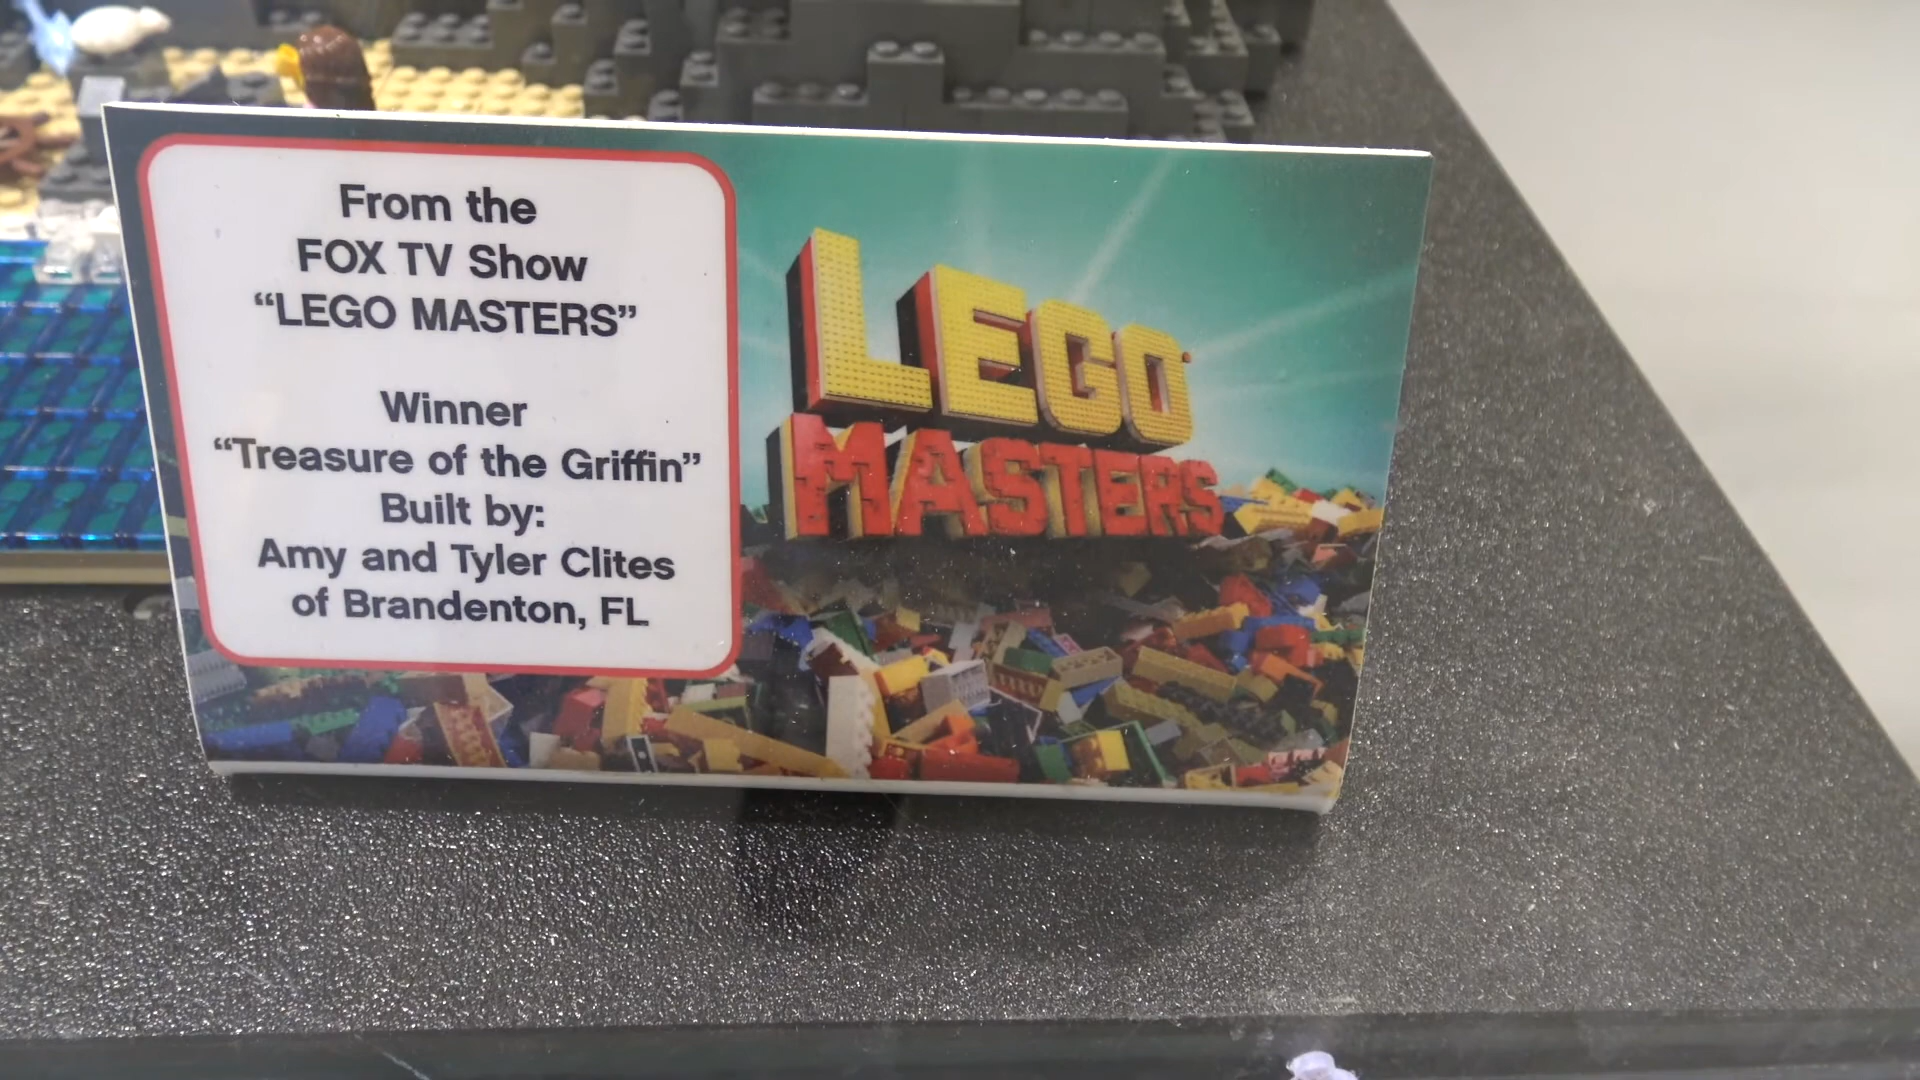 From the
FOX TV Show
“LEGO MASTERS”
Winner
“Treasure of the Griffin”
Built by:
Amy and Tyler Clites
of Brandenton, FL
LEGO
MASTERS